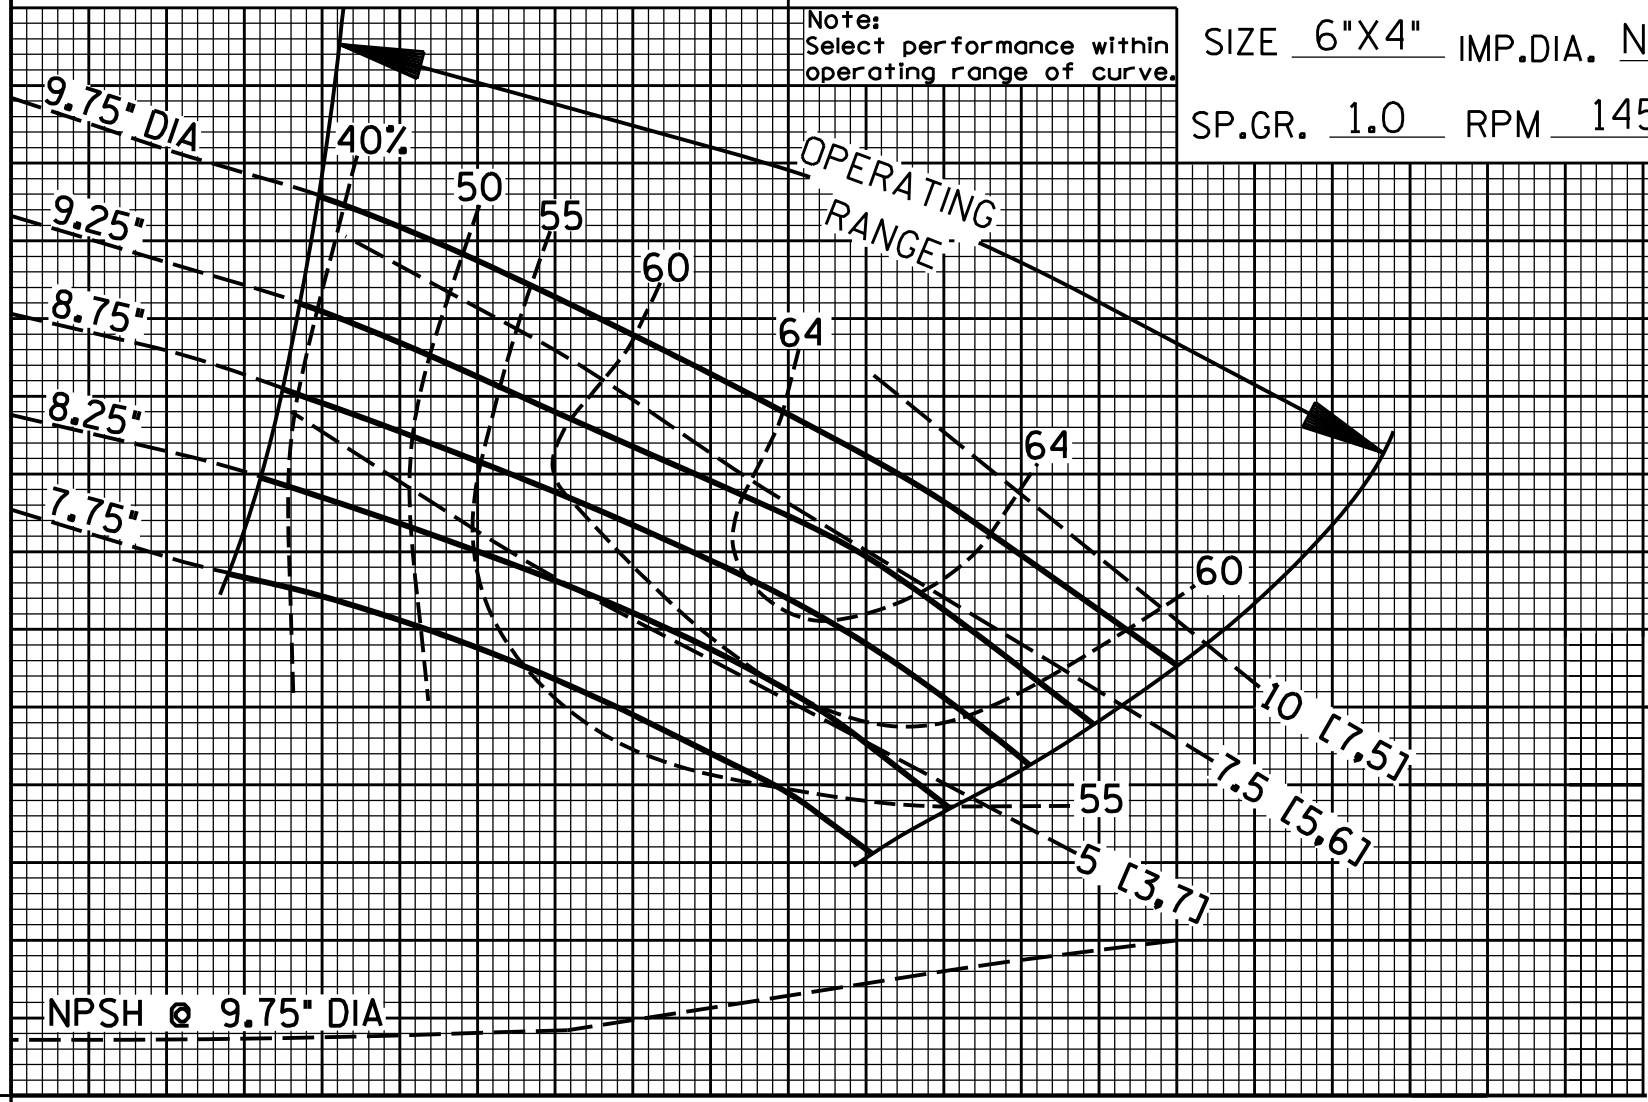 Note:
Select performance within
operating range of curve.
SIZE 6"X4" IMP.DIA.
SP.GR. 1.0 RPM
9.75" DIA
40%
50
55
60
64
OPERATING
RANGE
9.25"
8.75"
8.25"
7.75"
64
60
10 [7,5]
7.5 [5,6]
55
5 [3,7]
NPSH @ 9.75" DIA